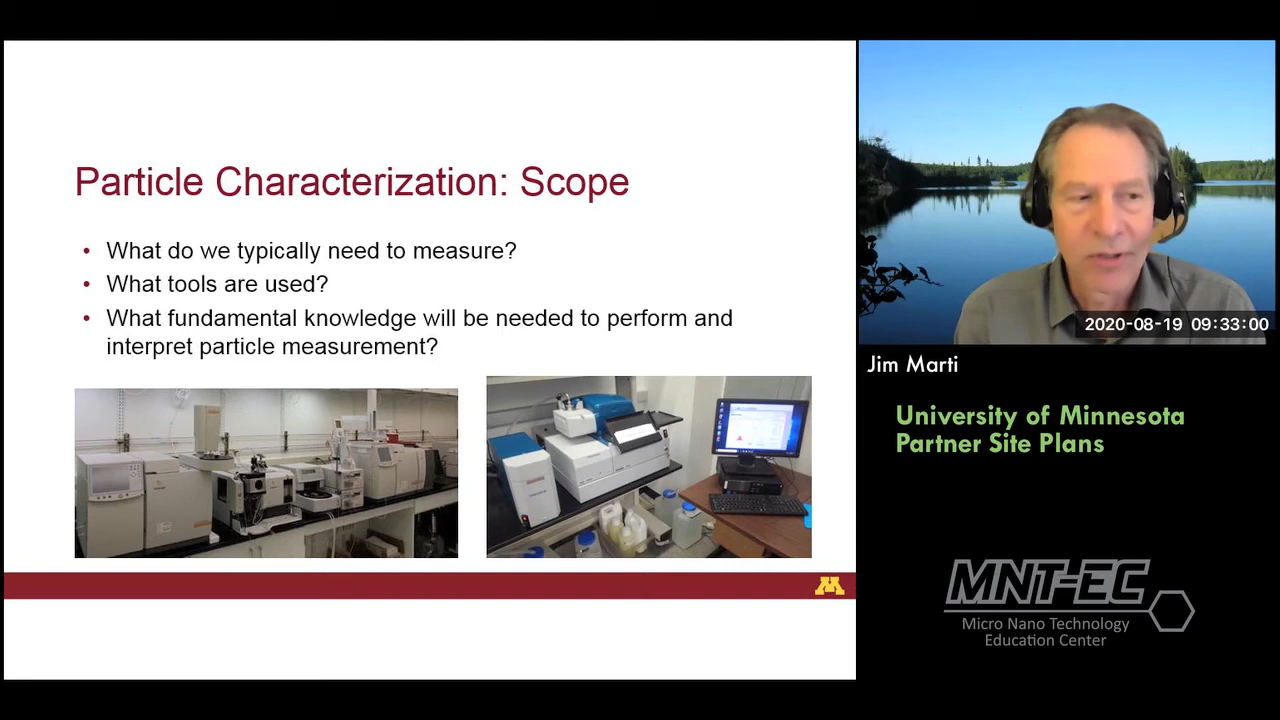 Particle Characterization: Scope
• What do we typically need to measure?
• What tools are used?
• What fundamental knowledge will be needed to perform and
interpret particle measurement?
M
2020-08-19 09:33:00
Jim Marti
University of Minnesota
Partner Site Plans
MNT-EC
Micro Nano Technology
Education Center